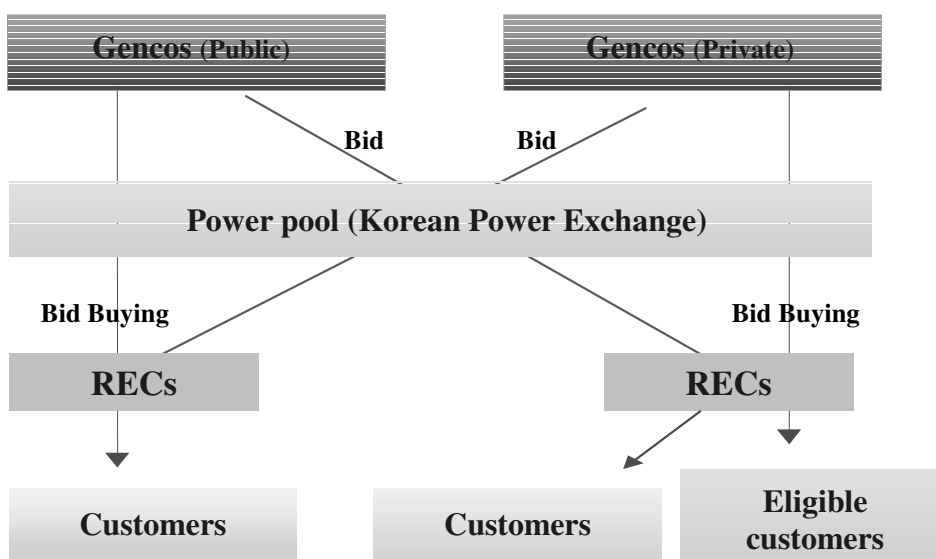 Gencos (Public)
Gencos (Private)
Bid
Bid
Power pool (Korean Power Exchange)
Bid Buying
Bid Buying
RECs
RECs
Customers
Customers
Eligible
customers